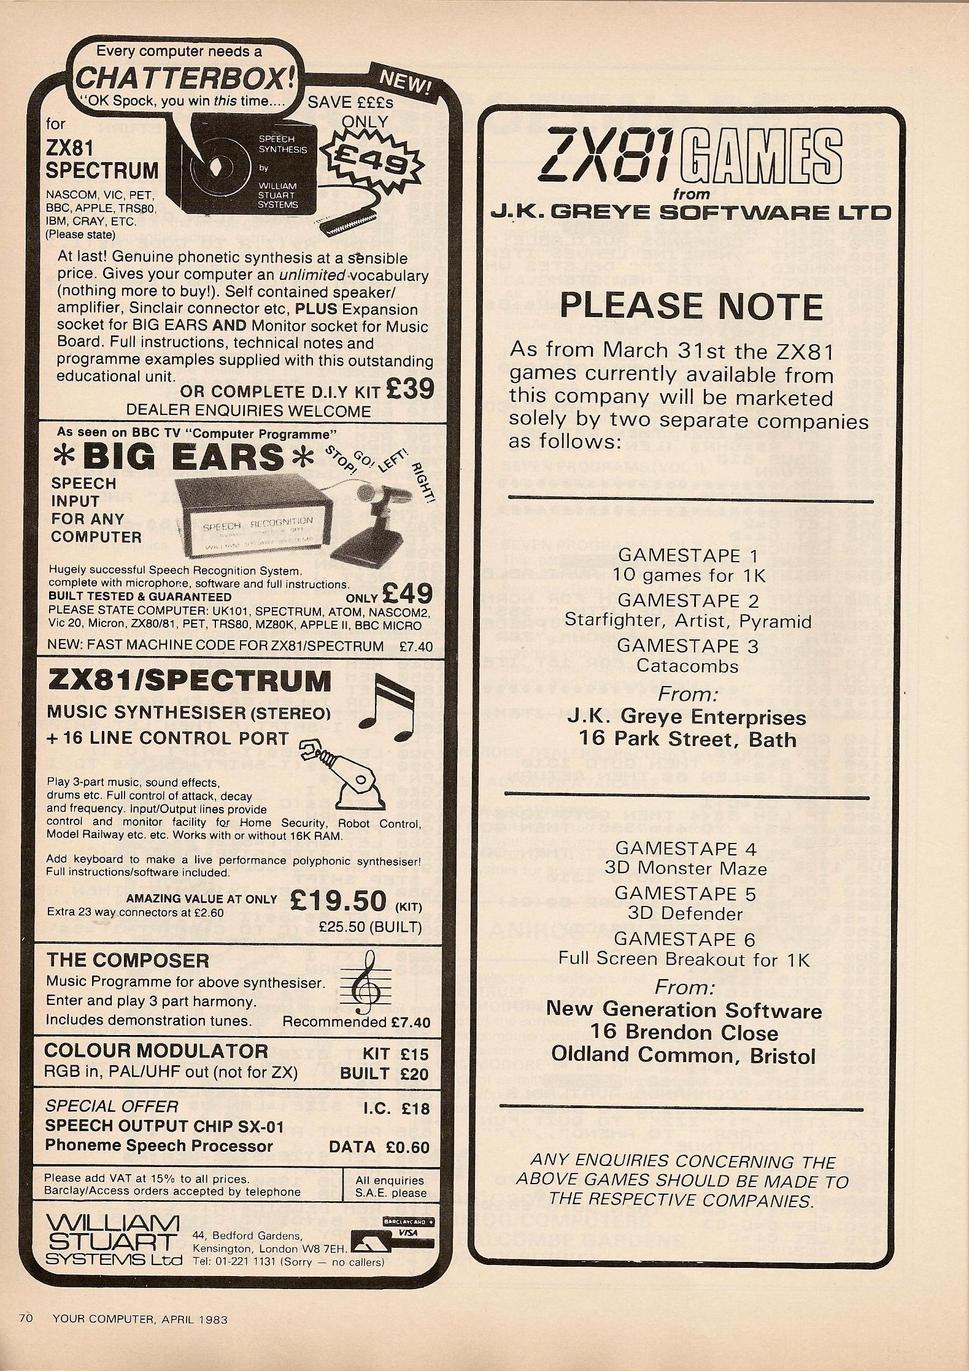 Every computer needs a
CHATTERBOX!
"OK Spock, you win this time....
NEW!
SAVE £££s
ONLY
£49
for
ZX81
SPECTRUM
NASCOM, VIC, PET,
BBC, APPLE, TRS80,
IBM, CRAY, ETC.
(Please state)
SPEECH
SYNTHESIS
by
WILLIAM
STUART
SYSTEMS
At last! Genuine phonetic synthesis at a sensible
price. Gives your computer an unlimited vocabulary
(nothing more to buy!). Self contained speaker/
amplifier, Sinclair connector etc, PLUS Expansion
socket for BIG EARS AND Monitor socket for Music
Board. Full instructions, technical notes and
programme examples supplied with this outstanding
educational unit.
OR COMPLETE D.I.Y KIT £39
DEALER ENQUIRIES WELCOME
As seen on BBC TV "Computer Programme"
* BIG EARS *
STOP! GO! LEFT! RIGHT!
SPEECH
INPUT
FOR ANY
COMPUTER
SPEECH RECOGNITION
WILLIAM STUART SYSTEMS
Hugely successful Speech Recognition System.
complete with microphone, software and full instructions.
BUILT TESTED & GUARANTEED ONLY £49
PLEASE STATE COMPUTER: UK101, SPECTRUM, ATOM, NASCOM2,
Vic 20, Micron, ZX80/81, PET, TRS80, MZ80K, APPLE II, BBC MICRO
NEW: FAST MACHINE CODE FOR ZX81/SPECTRUM £7.40
ZX81/SPECTRUM
MUSIC SYNTHESISER (STEREO)
+ 16 LINE CONTROL PORT
Play 3-part music, sound effects,
drums etc. Full control of attack, decay
and frequency. Input/Output lines provide
control and monitor facility for Home Security, Robot Control,
Model Railway etc. etc. Works with or without 16K RAM.
Add keyboard to make a live performance polyphonic synthesiser!
Full instructions/software included.
AMAZING VALUE AT ONLY £19.50 (KIT)
Extra 23 way connectors at £2.60
£25.50 (BUILT)
THE COMPOSER
Music Programme for above synthesiser.
Enter and play 3 part harmony.
Includes demonstration tunes. Recommended £7.40
COLOUR MODULATOR KIT £15
RGB in, PAL/UHF out (not for ZX) BUILT £20
SPECIAL OFFER I.C. £18
SPEECH OUTPUT CHIP SX-01
Phoneme Speech Processor DATA £0.60
Please add VAT at 15% to all prices.
Barclay/Access orders accepted by telephone
All enquiries
S.A.E. please
WILLIAM
STUART
SYSTEMS Ltd
44, Bedford Gardens,
Kensington, London W8 7EH.
Tel: 01-221 1131 (Sorry — no callers)
BARCLAYCARD
VISA
ZX81 GAMES
from
J.K. GREYE SOFTWARE LTD
PLEASE NOTE
As from March 31st the ZX81
games currently available from
this company will be marketed
solely by two separate companies
as follows:
GAMESTAPE 1
10 games for 1K
GAMESTAPE 2
Starfighter, Artist, Pyramid
GAMESTAPE 3
Catacombs
From:
J.K. Greye Enterprises
16 Park Street, Bath
GAMESTAPE 4
3D Monster Maze
GAMESTAPE 5
3D Defender
GAMESTAPE 6
Full Screen Breakout for 1K
From:
New Generation Software
16 Brendon Close
Oldland Common, Bristol
ANY ENQUIRIES CONCERNING THE
ABOVE GAMES SHOULD BE MADE TO
THE RESPECTIVE COMPANIES.
70 YOUR COMPUTER, APRIL 1983